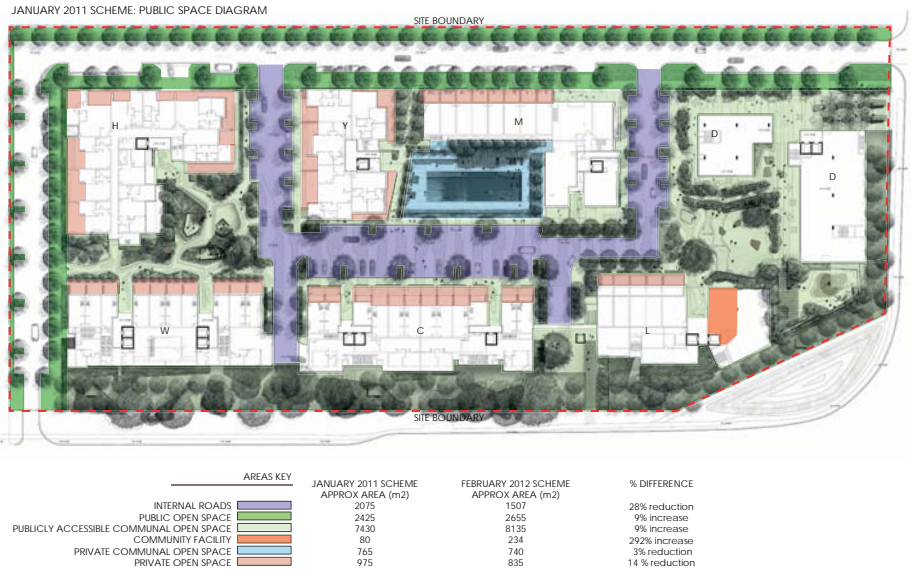 JANUARY 2011 SCHEME: PUBLIC SPACE DIAGRAM
SITE BOUNDARY
H
Y
M
D
D
W
C
L
SITE BOUNDARY
AREAS KEY
JANUARY 2011 SCHEME APPROX AREA (m2)
FEBRUARY 2012 SCHEME APPROX AREA (m2)
% DIFFERENCE
INTERNAL ROADS 2075 1507 28% reduction
PUBLIC OPEN SPACE 2425 2655 9% increase
PUBLICLY ACCESSIBLE COMMUNAL OPEN SPACE 7430 8135 9% increase
COMMUNITY FACILITY 80 234 292% increase
PRIVATE COMMUNAL OPEN SPACE 765 740 3% reduction
PRIVATE OPEN SPACE 975 835 14 % reduction